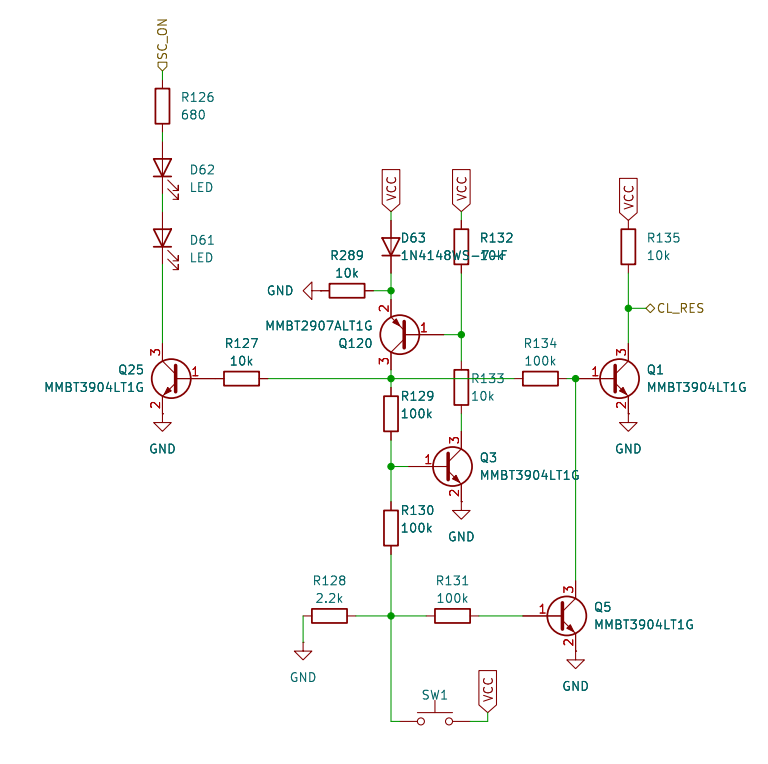 SC_ON
R126
680
D62
LED
D61
LED
VCC
VCC
VCC
D63
1N4148WS-7-F
R132
10k
R135
10k
R289
10k
GND
CL_RES
2
MMBT2907ALT1G
Q120
1
3
R127
10k
R134
100k
3
Q25
MMBT3904LT1G
1
2
GND
R133
10k
3
1
Q1
MMBT3904LT1G
2
GND
R129
100k
3
1
Q3
MMBT3904LT1G
2
GND
R130
100k
R128
2.2k
GND
R131
100k
3
1
Q5
MMBT3904LT1G
2
GND
SW1
VCC